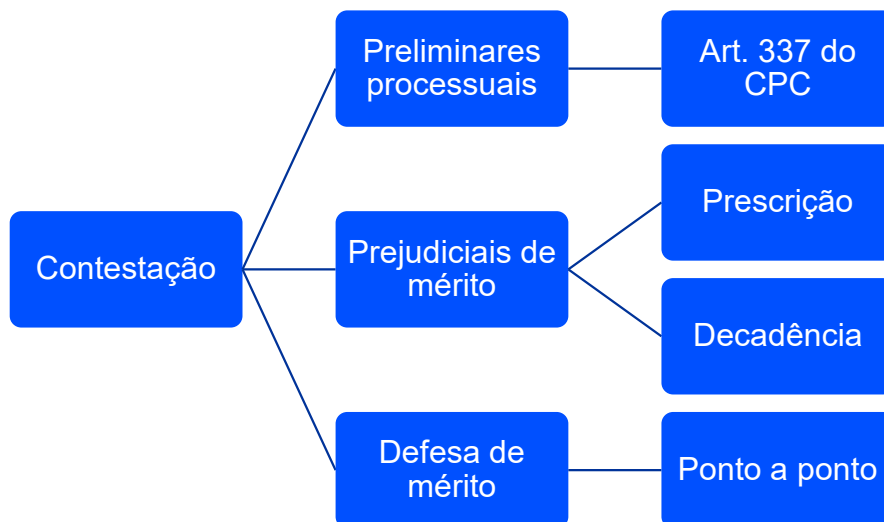 Contestação
Preliminares
processuais
Art. 337 do
CPC
Prejudiciais de
mérito
Prescrição
Decadência
Defesa de
mérito
Ponto a ponto